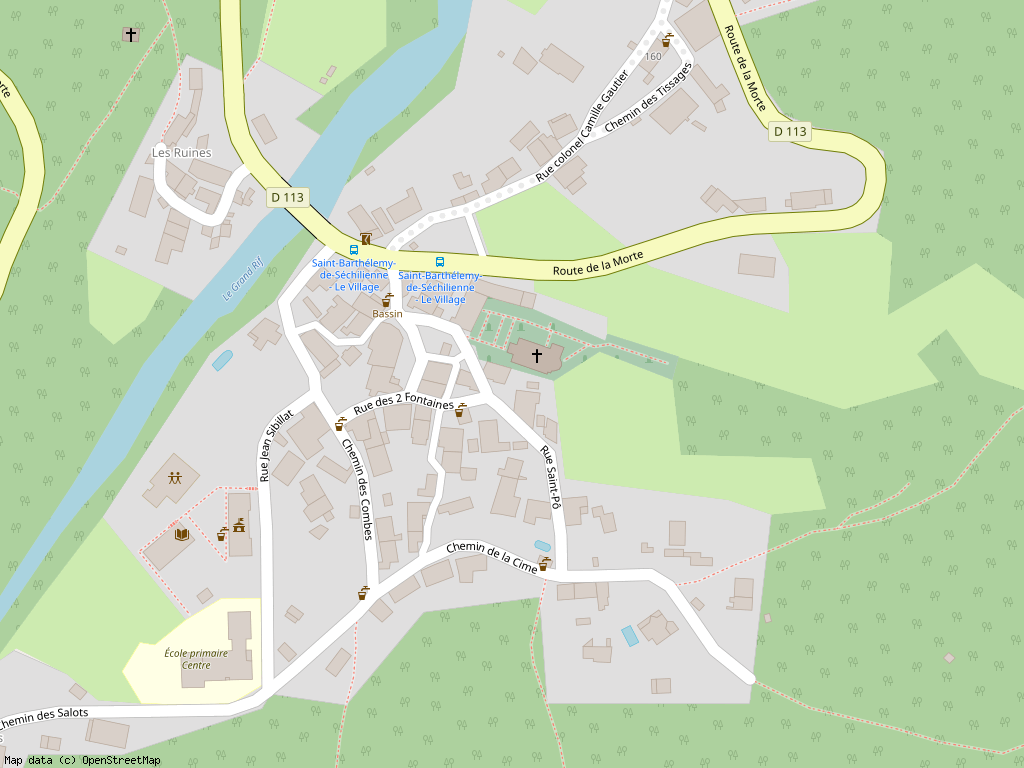 Route de la Morte
160
Chemin des Tissages
Rue colonel Camille Gautier
D 113
Les Ruines
D 113
Saint-Barthélemy-
de-Séchilienne
- Le Village
Saint-Barthélemy-
de-Séchilienne
- Le Village
Route de la Morte
Le Grand Rif
Bassin
Rue des 2 Fontaines
Rue Jean Sibillat
Chemin des Combes
Rue Saint-Pô
Chemin de la Cime
École primaire
Centre
Chemin des Salots
Map data (c) OpenStreetMap